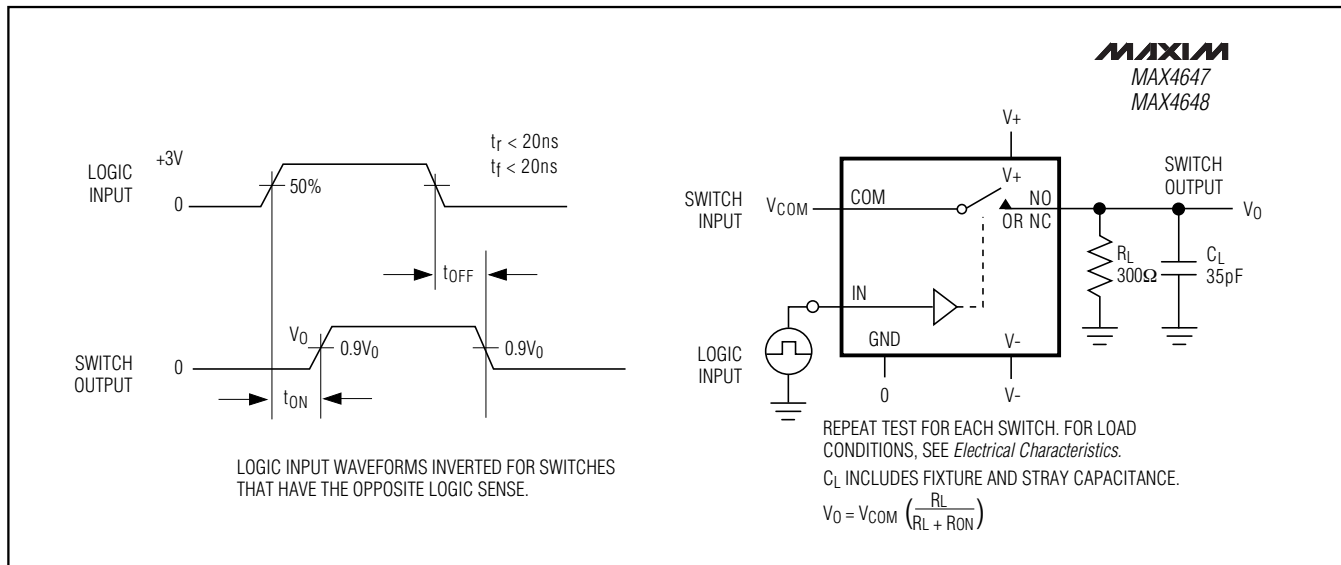 MAXIM
MAX4647
MAX4648
LOGIC
INPUT
+3V
0
50%
tr < 20ns
tf < 20ns
tOFF
SWITCH
OUTPUT
VO
0
0.9V0
0.9V0
tON
LOGIC INPUT WAVEFORMS INVERTED FOR SWITCHES
THAT HAVE THE OPPOSITE LOGIC SENSE.
V+
V+
SWITCH
INPUT
VCOM
COM
NO
OR NC
SWITCH
OUTPUT
VO
RL
300Ω
CL
35pF
IN
LOGIC
INPUT
GND
0
V-
V-
REPEAT TEST FOR EACH SWITCH. FOR LOAD
CONDITIONS, SEE Electrical Characteristics.
CL INCLUDES FIXTURE AND STRAY CAPACITANCE.
VO = VCOM (RL / RL + RON)